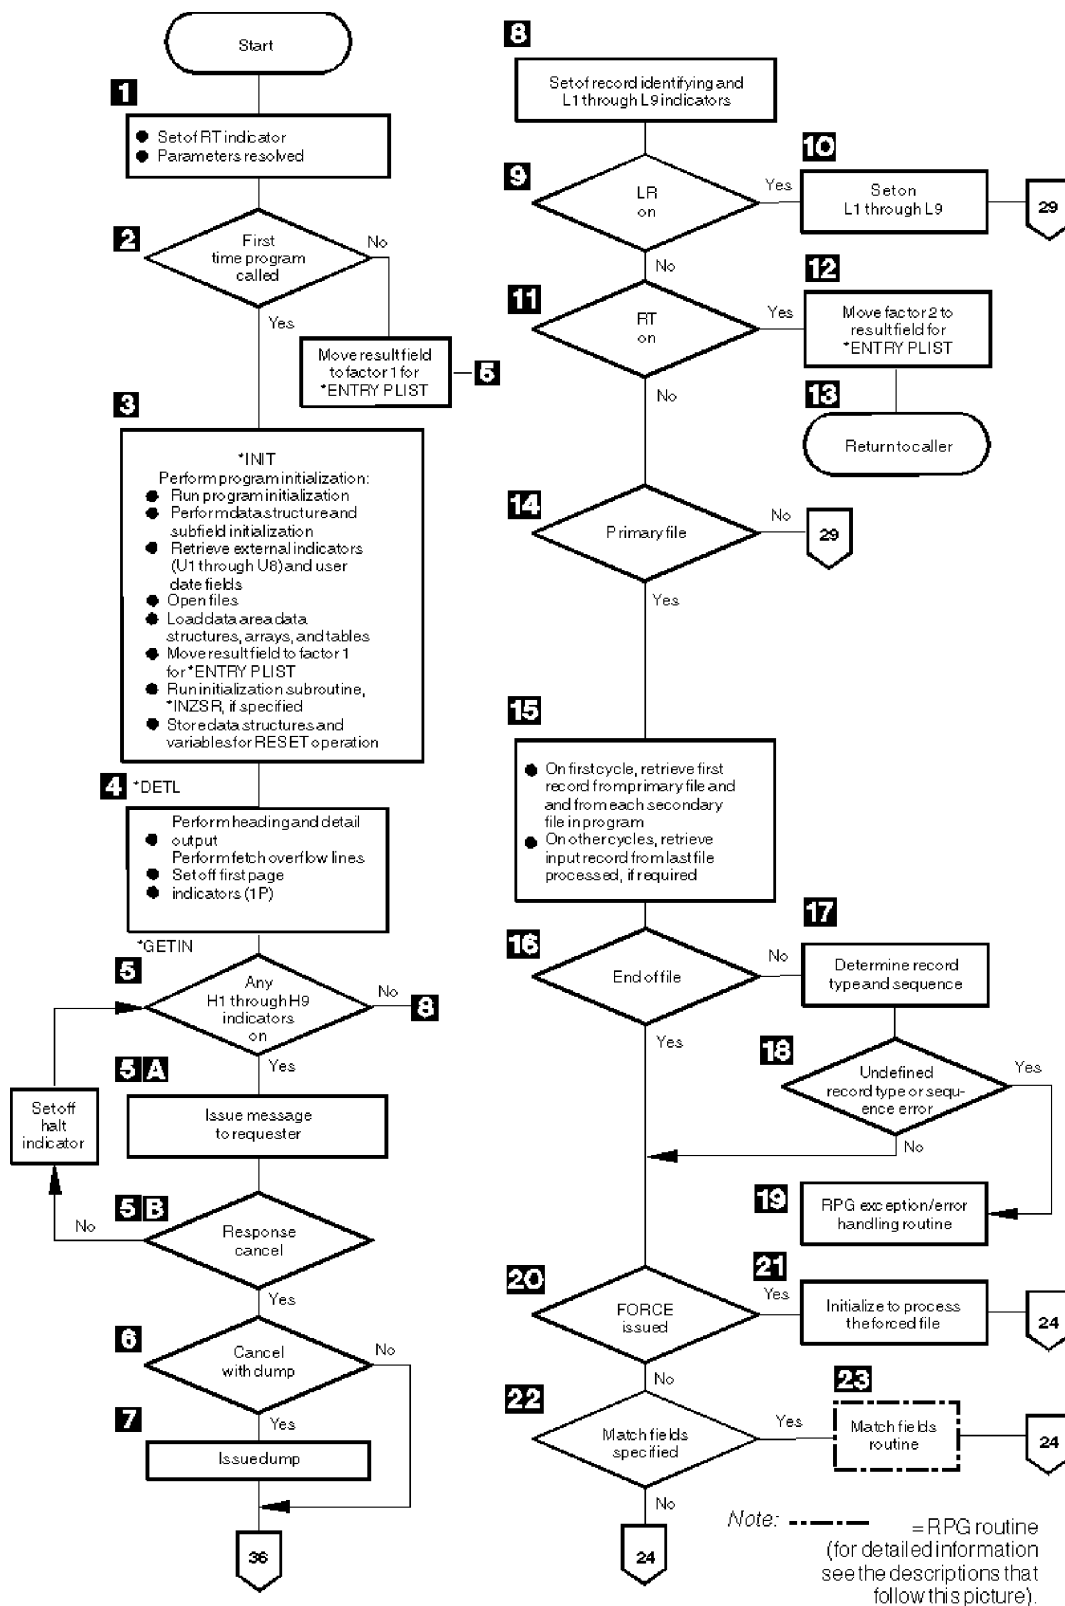 Start
1
Set of RT indicator
Parameters resolved
2
First
time program
called
No
Yes
Move result field
to factor 1 for
*ENTRY PLIST
5
3
*INIT
Perform program initialization:
Run program initialization
Perform data structure and
subfield initialization
Retrieve external indicators
(U1 through U8) and user
date fields
Open files
Load data area data
structures, arrays, and tables
Move result field to factor 1
for *ENTRY PLIST
Run initialization subroutine,
*INZSR, if specified
Store data structures and
variables for RESET operation
4 *DETL
Perform heading and detail
output
Perform fetch overflow lines
Set off first page
indicators (1P)
*GETIN
5
Any
H1 through H9
indicators
on
No
8
Yes
5 A
Issue message
to requester
Set off
halt
indicator
5 B
No
Response
cancel
Yes
6
Cancel
with dump
No
Yes
7
Issue dump
36
8
Set of record identifying and
L1 through L9 indicators
9
LR
on
Yes
10
Set on
L1 through L9
29
No
11
RT
on
Yes
12
Move factor 2 to
result field for
*ENTRY PLIST
No
13
Return to caller
14
Primary file
No
29
Yes
15
On first cycle, retrieve first
record from primary file and
and from each secondary
file in program
On other cycles, retrieve
input record from last file
processed, if required
16
End of file
No
17
Determine record
type and sequence
Yes
18
Undefined
record type or sequ-
ence error
Yes
No
19
RPG exception/error
handling routine
20
FORCE
issued
Yes
21
Initialize to process
the forced file
24
No
22
Match fields
specified
Yes
23
Match fields
routine
24
No
24
Note:
= RPG routine
(for detailed information
see the descriptions that
follow this picture).